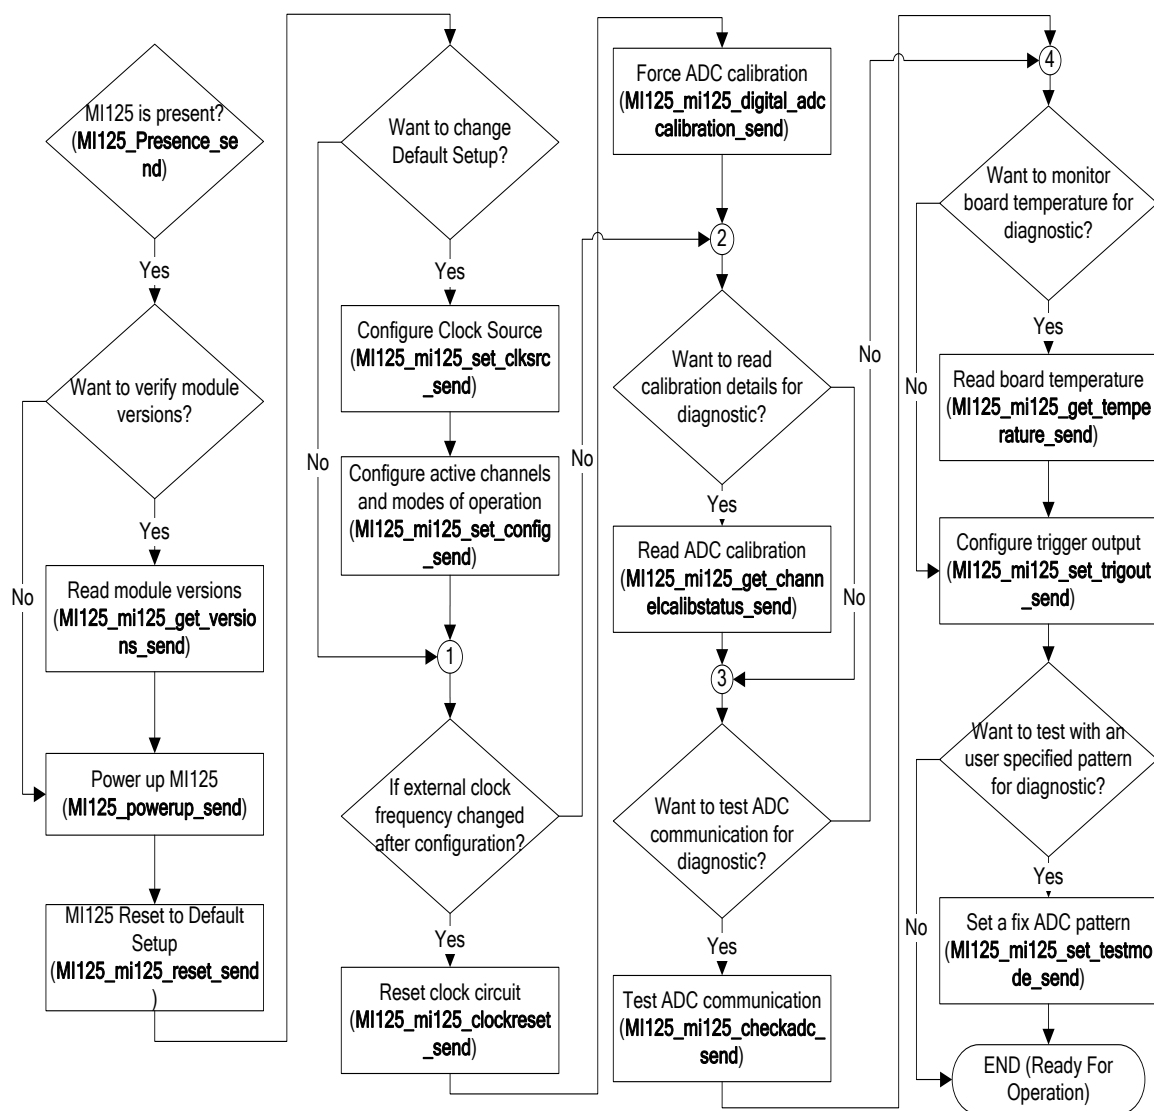 MI125 is present?
(MI125_Presence_se
nd)
Yes
Want to verify module
versions?
Yes
No
Read module versions
(MI125_mi125_get_versio
ns_send)
Power up MI125
(MI125_powerup_send)
MI125 Reset to Default
Setup
(MI125_mi125_reset_send
)
Want to change
Default Setup?
Yes
No
Configure Clock Source
(MI125_mi125_set_clksrc
_send)
Configure active channels
and modes of operation
(MI125_mi125_set_config
_send)
1
If external clock
frequency changed
after configuration?
No
Yes
Reset clock circuit
(MI125_mi125_clockreset
_send)
Force ADC calibration
(MI125_mi125_digital_adc
calibration_send)
2
Want to read
calibration details for
diagnostic?
Yes
No
Read ADC calibration
(MI125_mi125_get_chann
elcalibstatus_send)
3
Want to test ADC
communication for
diagnostic?
No
Yes
Test ADC communication
(MI125_mi125_checkadc_
send)
4
Want to monitor
board temperature for
diagnostic?
Yes
No
Read board temperature
(MI125_mi125_get_tempe
rature_send)
Configure trigger output
(MI125_mi125_set_trigout
_send)
Want to test with an
user specified pattern
for diagnostic?
Yes
No
Set a fix ADC pattern
(MI125_mi125_set_testmo
de_send)
END (Ready For
Operation)